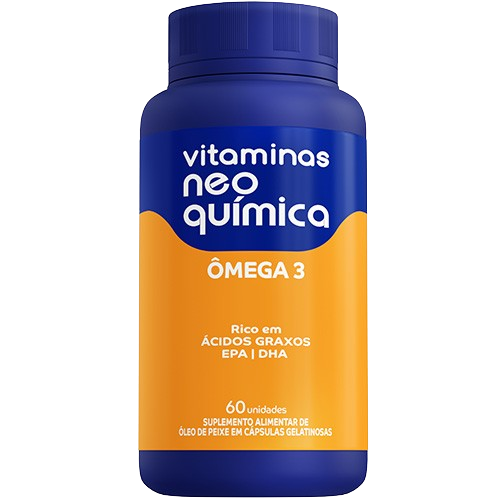 vitaminas
neo
química
ÔMEGA 3
Rico em
ÁCIDOS GRAXOS
EPA | DHA
60 unidades
SUPLEMENTO ALIMENTAR DE
ÓLEO DE PEIXE EM CÁPSULAS GELATINOSAS